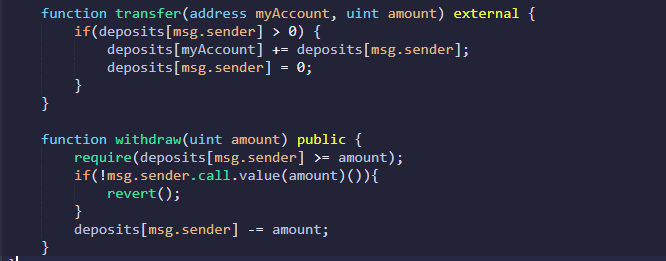 function transfer(address myAccount, uint amount) external {
if(deposits[msg.sender] > 0) {
deposits[myAccount] += deposits[msg.sender];
deposits[msg.sender] = 0;
}
}
function withdraw(uint amount) public {
require(deposits[msg.sender] >= amount);
if(!msg.sender.call.value(amount)()){
revert();
}
deposits[msg.sender] -= amount;
}